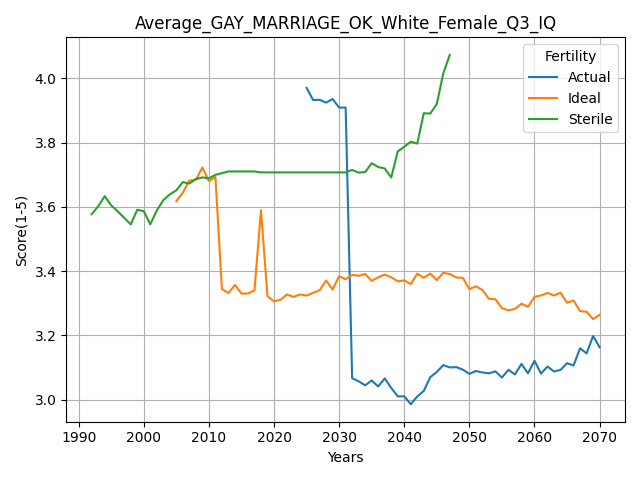 Average_GAY_MARRIAGE_OK_White_Female_Q3_IQ
Fertility
Actual
Ideal
Sterile
Score(1-5)
4.0
3.8
3.6
3.4
3.2
3.0
1990 2000 2010 2020 2030 2040 2050 2060 2070
Years